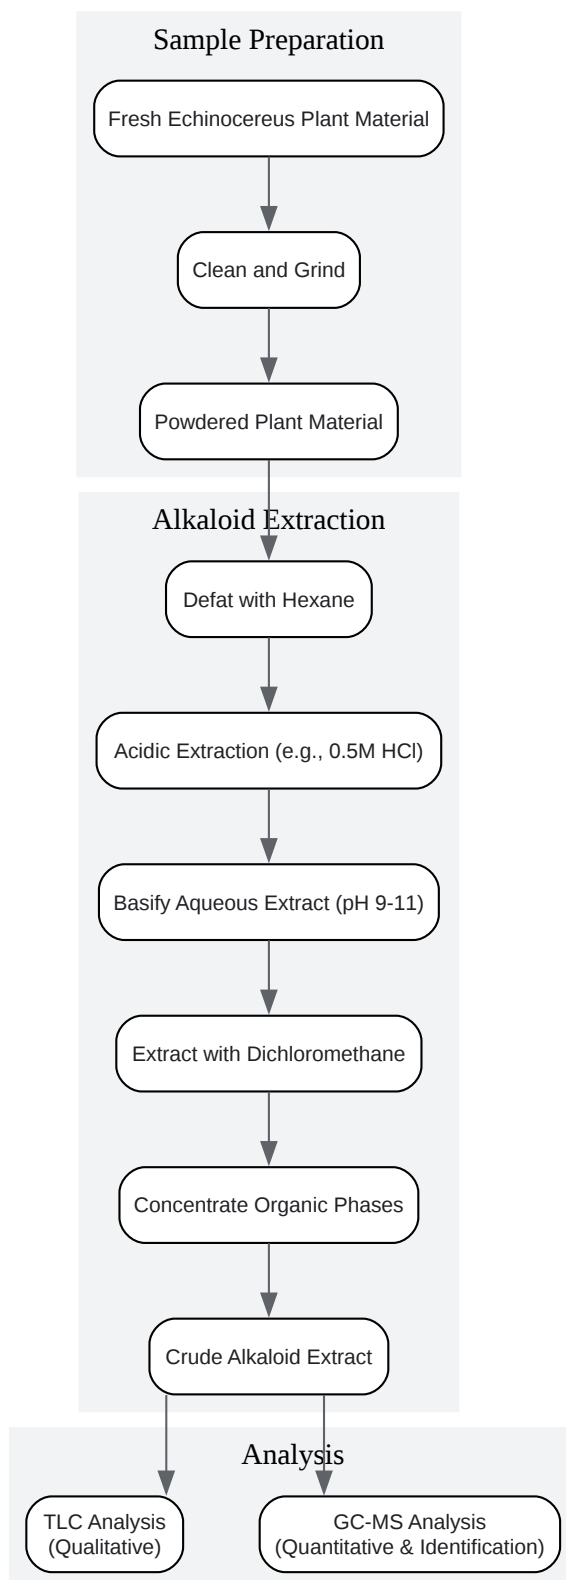 Sample Preparation
Fresh Echinocereus Plant Material
Clean and Grind
Powdered Plant Material
Alkaloid Extraction
Defat with Hexane
Acidic Extraction (e.g., 0.5M HCl)
Basify Aqueous Extract (pH 9-11)
Extract with Dichloromethane
Concentrate Organic Phases
Crude Alkaloid Extract
Analysis
TLC Analysis
(Qualitative)
GC-MS Analysis
(Quantitative & Identification)